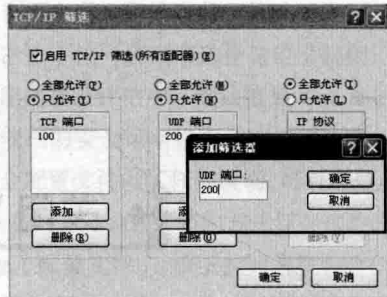 TCP/IP 筛选
启用 TCP/IP 筛选(所有适配器)(E)
全部允许(P) 全部允许(M) 全部允许(T)
只允许(Y) 只允许(N) 只允许(L)
TCP 端口 UDP 端口 IP 协议
100 200
添加筛选器
UDP 端口:
200
确定
取消
添加...
删除(R) 删除(O)
确定 取消